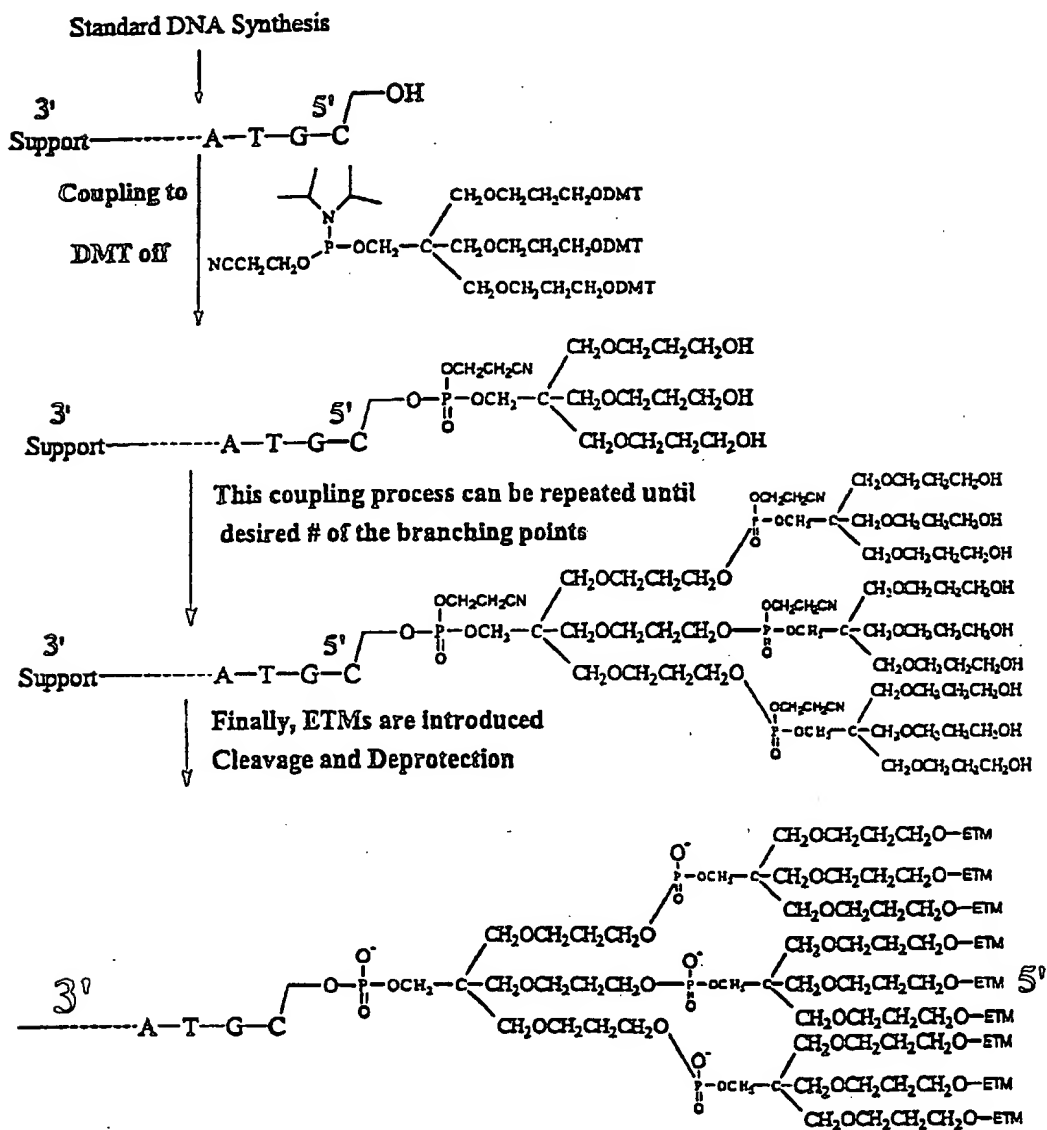 Standard DNA Synthesis
3'
5'
OH
Support A—T—G—C
Coupling to
DMT off
N
NCCH₂CH₂O
P—OCH₂—C
CH₂OCH₂CH₂CH₂ODMT
CH₂OCH₂CH₂CH₂ODMT
CH₂OCH₂CH₂CH₂ODMT
3'
5'
Support A—T—G—C
O—P—OCH₂—C
OCH₂CH₂CN
O
CH₂OCH₂CH₂CH₂OH
CH₂OCH₂CH₂CH₂OH
CH₂OCH₂CH₂CH₂OH
This coupling process can be repeated until
desired # of the branching points
3'
5'
Support A—T—G—C
O—P—OCH₂—C
OCH₂CH₂CN
O
CH₂OCH₂CH₂CH₂O
CH₂OCH₂CH₂CH₂O
CH₂OCH₂CH₂CH₂O
OCH₂CH₂CN
P—OCH₂—C
O
CH₂OCH₂CH₂CH₂OH
CH₂OCH₂CH₂CH₂OH
CH₂OCH₂CH₂CH₂OH
OCH₂CH₂CN
P—OCH₂—C
O
CH₂OCH₂CH₂CH₂OH
CH₂OCH₂CH₂CH₂OH
CH₂OCH₂CH₂CH₂OH
OCH₂CH₂CN
P—OCH₂—C
O
CH₂OCH₂CH₂CH₂OH
CH₂OCH₂CH₂CH₂OH
CH₂OCH₂CH₂CH₂OH
Finally, ETMs are introduced
Cleavage and Deprotection
3'
A—T—G—C
O—P—OCH₂—C
O⁻
O
CH₂OCH₂CH₂CH₂O
CH₂OCH₂CH₂CH₂O
CH₂OCH₂CH₂CH₂O
O⁻
P—OCH₂—C
O
CH₂OCH₂CH₂CH₂O—ETM
CH₂OCH₂CH₂CH₂O—ETM
CH₂OCH₂CH₂CH₂O—ETM
O⁻
P—OCH₂—C
O
CH₂OCH₂CH₂CH₂O—ETM
CH₂OCH₂CH₂CH₂O—ETM 5'
CH₂OCH₂CH₂CH₂O—ETM
O⁻
P—OCH₂—C
O
CH₂OCH₂CH₂CH₂O—ETM
CH₂OCH₂CH₂CH₂O—ETM
CH₂OCH₂CH₂CH₂O—ETM